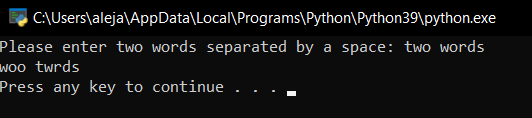 C:\Users\aleja\AppData\Local\Programs\Python\Python39\python.exe
Please enter two words separated by a space: two words
woo twrds
Press any key to continue . . .